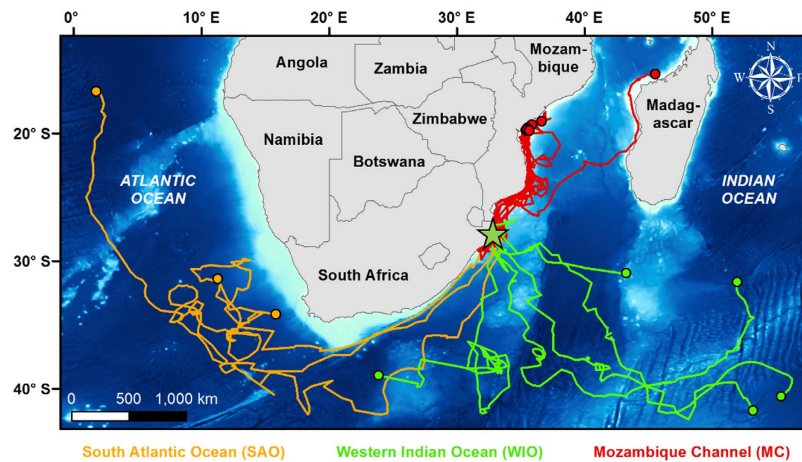 0° 10° E 20° E 30° E 40° E 50° E
Angola
Zambia
Mozam-
bique
N
W E
S
Madag-
ascar
20° S
Namibia
Zimbabwe
Botswana
ATLANTIC
OCEAN
INDIAN
OCEAN
30° S
South Africa
40° S
0 500 1,000 km
South Atlantic Ocean (SAO) Western Indian Ocean (WIO) Mozambique Channel (MC)